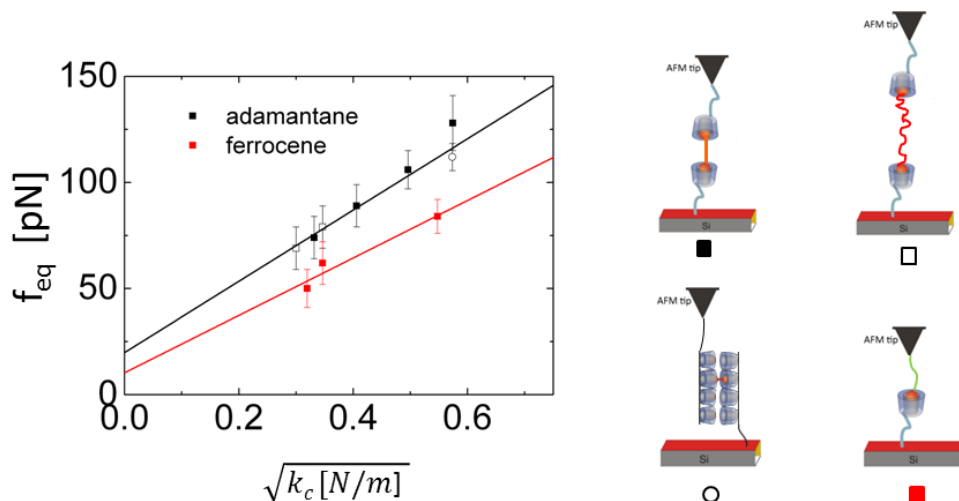 150
100
50
0
f_eq [pN]
adamantane
ferrocene
0.0 0.2 0.4 0.6
√k_c [N/m]
AFM tip
Si
AFM tip
Si
AFM tip
Si
AFM tip
Si